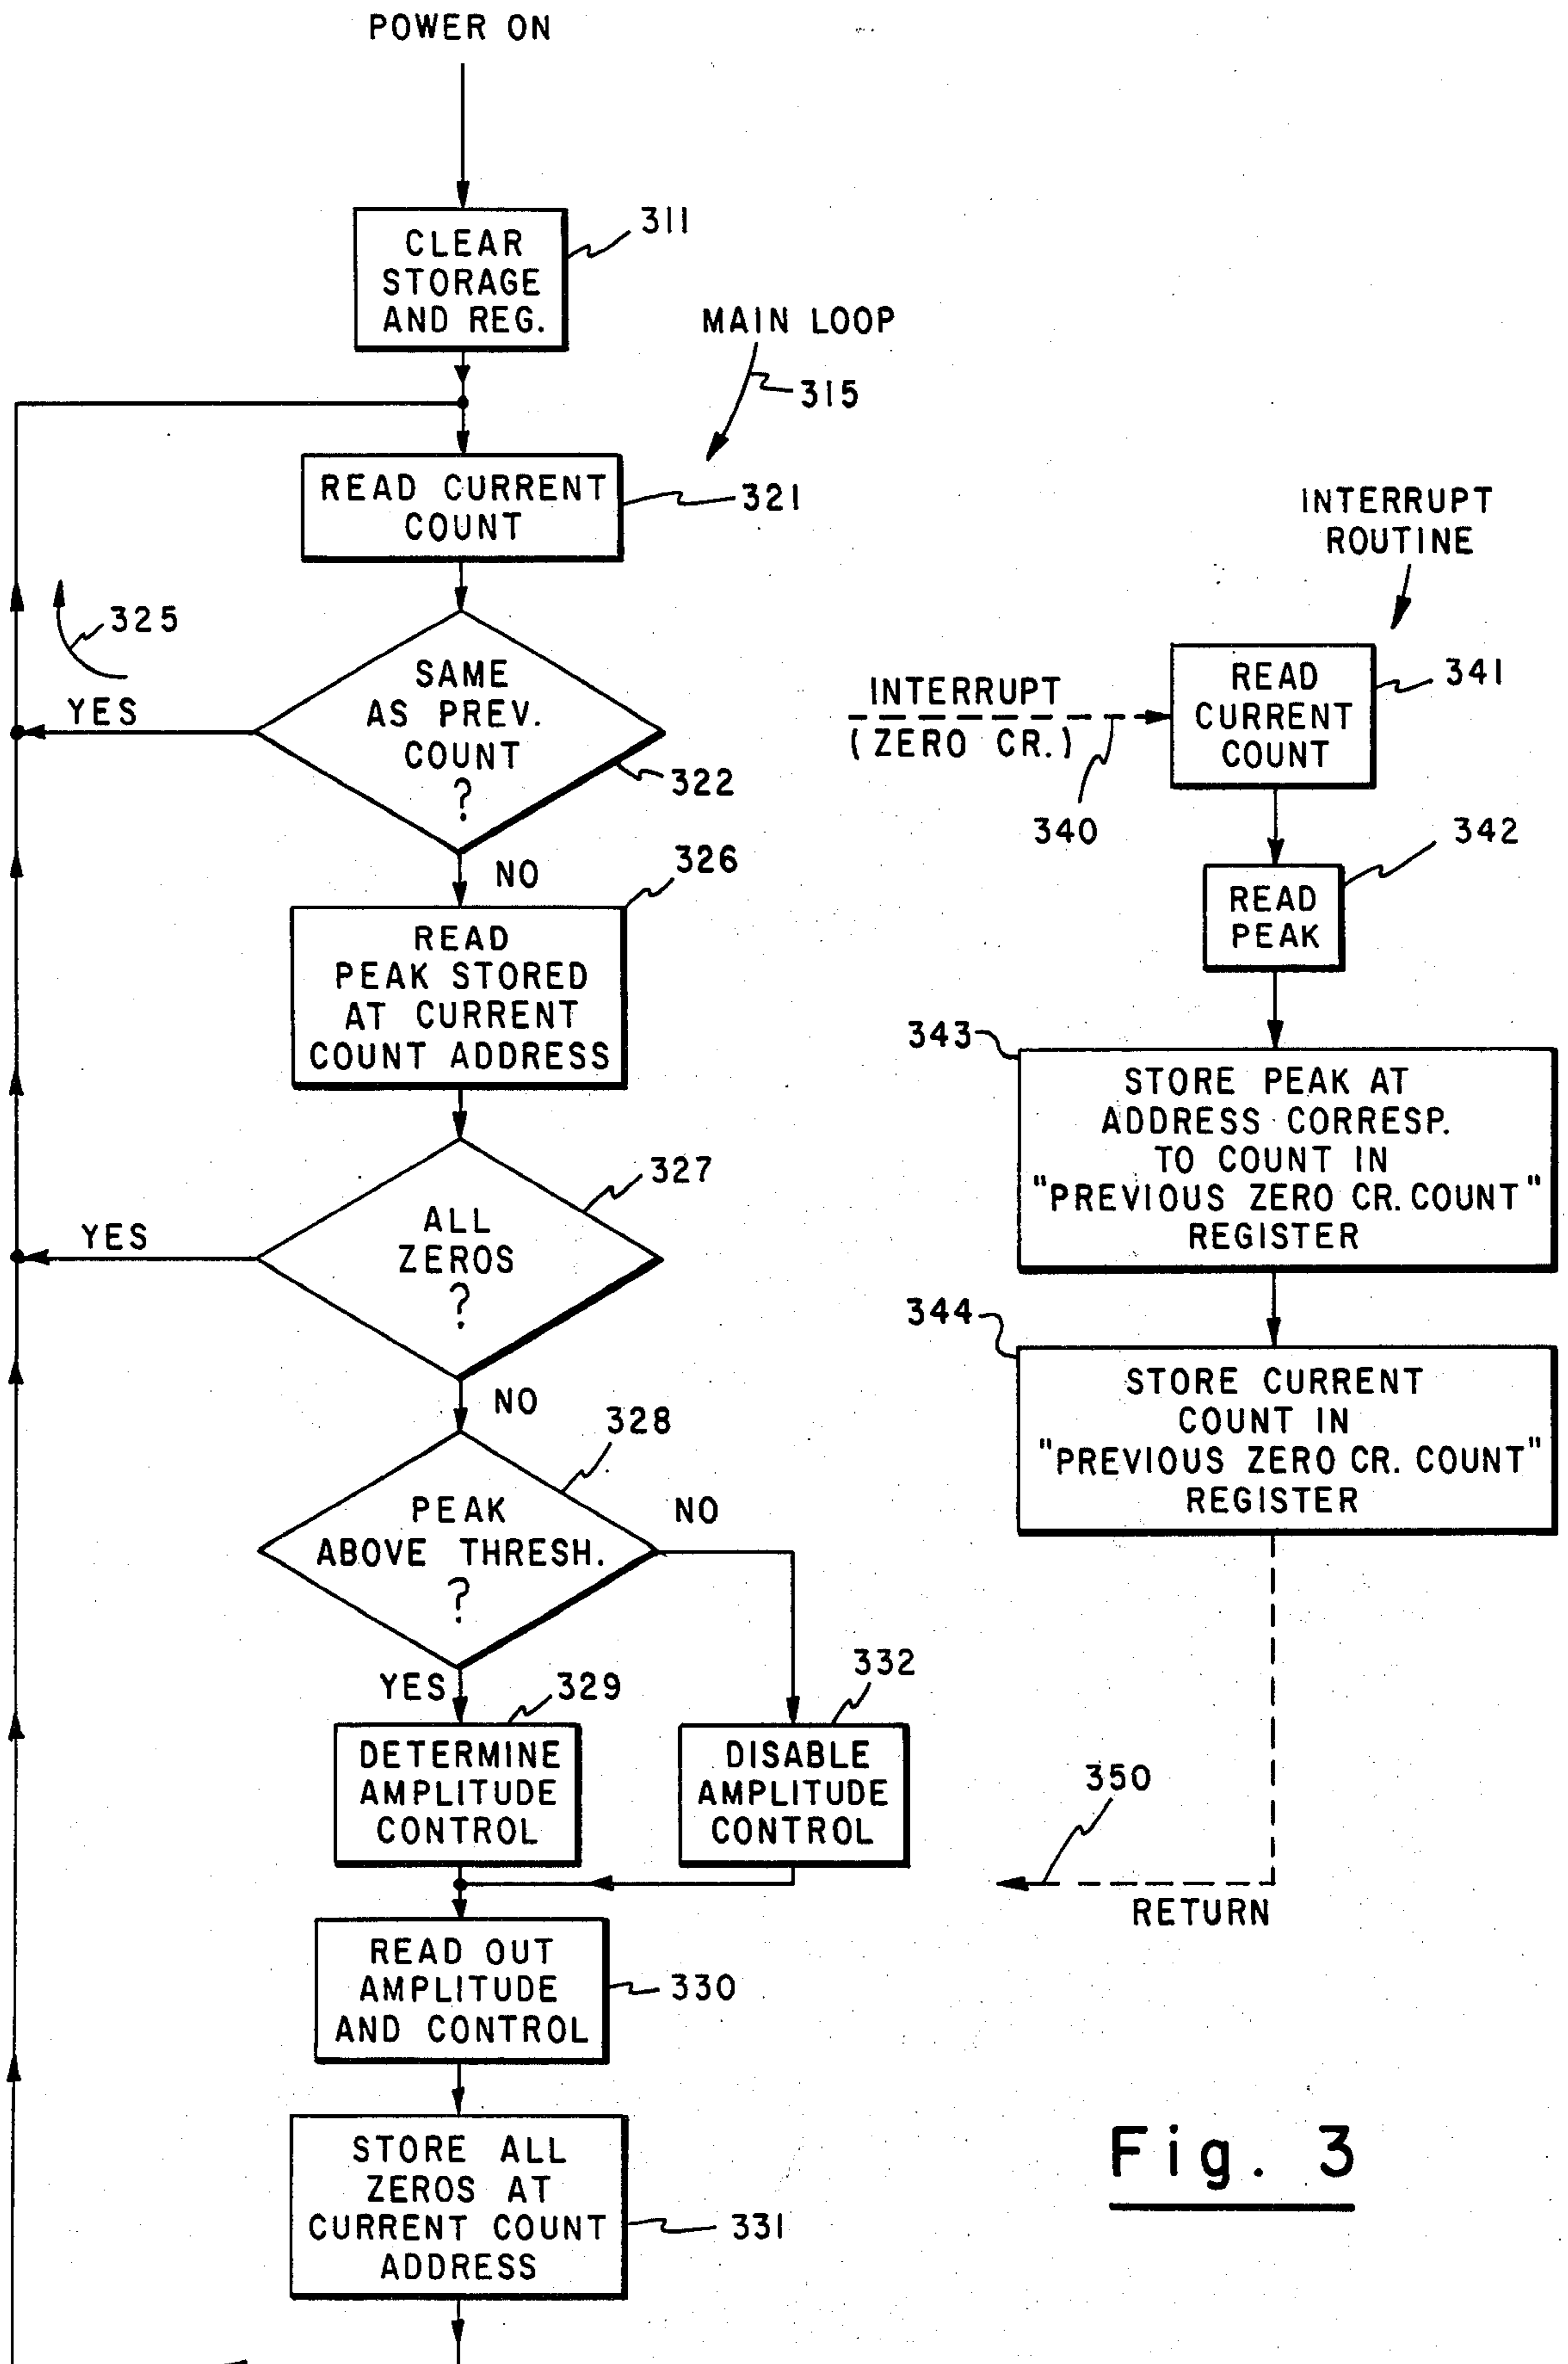 POWER ON
CLEAR
STORAGE
AND REG.
311
MAIN LOOP
315
READ CURRENT
COUNT
321
325
SAME
AS PREV.
COUNT
?
YES
322
NO
326
READ
PEAK STORED
AT CURRENT
COUNT ADDRESS
327
ALL
ZEROS
?
YES
NO
328
PEAK
ABOVE THRESH.
?
NO
YES
329
332
DETERMINE
AMPLITUDE
CONTROL
DISABLE
AMPLITUDE
CONTROL
READ OUT
AMPLITUDE
AND CONTROL
330
STORE ALL
ZEROS AT
CURRENT COUNT
ADDRESS
331
INTERRUPT
ROUTINE
INTERRUPT
(ZERO CR.)
340
READ
CURRENT
COUNT
341
342
READ
PEAK
343
STORE PEAK AT
ADDRESS CORRESP.
TO COUNT IN
"PREVIOUS ZERO CR. COUNT"
REGISTER
344
STORE CURRENT
COUNT IN
"PREVIOUS ZERO CR. COUNT"
REGISTER
350
RETURN
Fig. 3